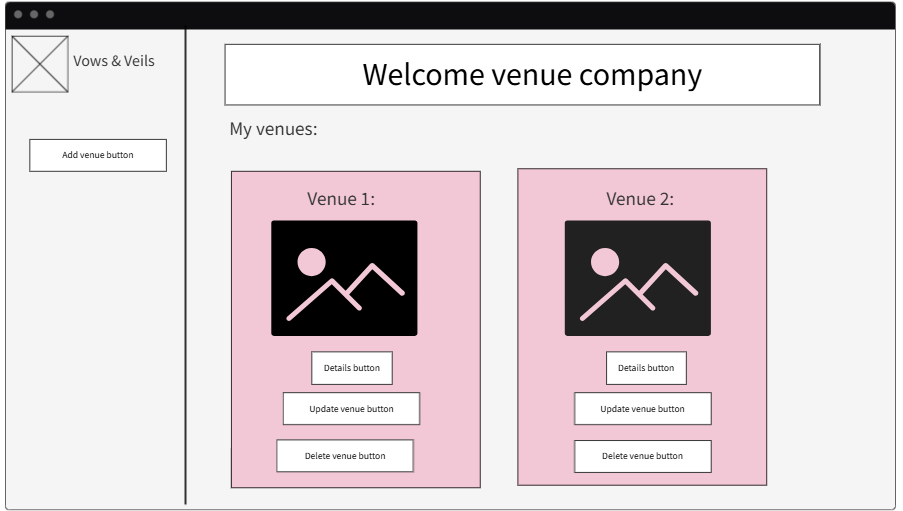 Vows & Veils
Add venue button
Welcome venue company
My venues:
Venue 1:
Details button
Update venue button
Delete venue button
Venue 2:
Details button
Update venue button
Delete venue button